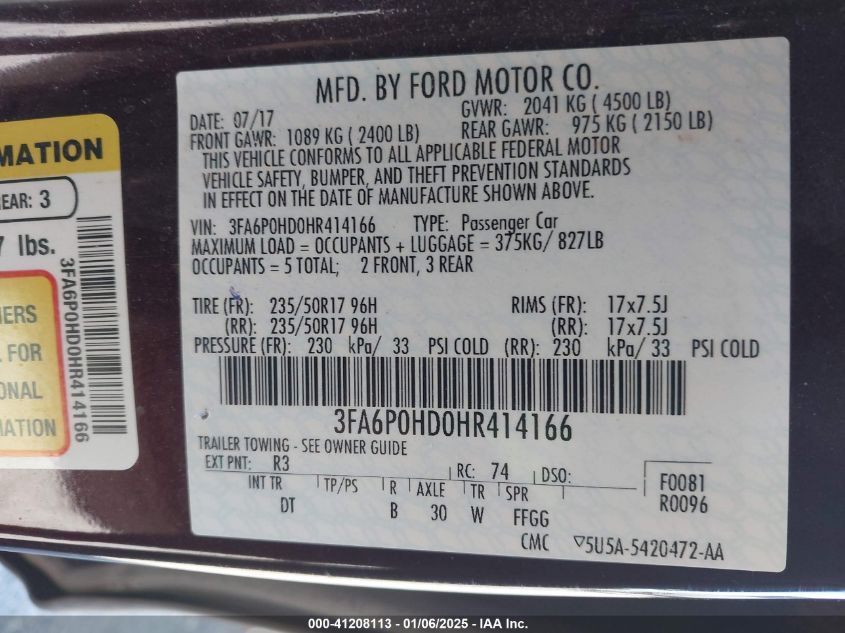 MATION
EAR: 3
7 lbs.
3FA6P0HD0HR414166
ERS
FOR
ONAL
MATION
MFD. BY FORD MOTOR CO.
DATE: 07/17 GVWR: 2041 KG ( 4500 LB)
FRONT GAWR: 1089 KG ( 2400 LB) REAR GAWR: 975 KG ( 2150 LB)
THIS VEHICLE CONFORMS TO ALL APPLICABLE FEDERAL MOTOR
VEHICLE SAFETY, BUMPER, AND THEFT PREVENTION STANDARDS
IN EFFECT ON THE DATE OF MANUFACTURE SHOWN ABOVE.
VIN: 3FA6P0HD0HR414166 TYPE: Passenger Car
MAXIMUM LOAD = OCCUPANTS + LUGGAGE = 375KG/ 827LB
OCCUPANTS = 5 TOTAL; 2 FRONT, 3 REAR
TIRE (FR): 235/50R17 96H RIMS (FR): 17x7.5J
(RR): 235/50R17 96H (RR): 17x7.5J
PRESSURE (FR): 230 kPa/ 33 PSI COLD (RR): 230 kPa/ 33 PSI COLD
3FA6P0HD0HR414166
TRAILER TOWING - SEE OWNER GUIDE
EXT PNT: R3 RC: 74 DSO: F0081
INT TR TP/PS R AXLE TR SPR R0096
DT B 30 W FFGG
CMC ▽5U5A-5420472-AA
000-41208113 — 01/06/2025 — IAA Inc.